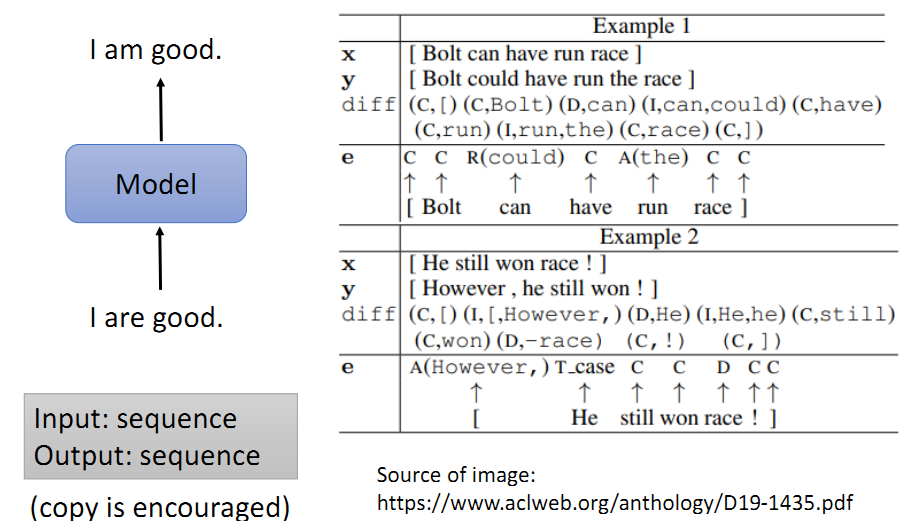 I am good.
Model
I are good.
Input: sequence
Output: sequence
(copy is encouraged)
Example 1
x [ Bolt can have run race ]
y [ Bolt could have run the race ]
diff (C,[) (C,Bolt) (D,can) (I,can,could) (C,have)
(C,run) (I,run,the) (C,race) (C,])
e C C R(could) C A(the) C C
↑ ↑ ↑ ↑ ↑ ↑ ↑
[ Bolt can have run race ]
Example 2
x [ He still won race ! ]
y [ However , he still won ! ]
diff (C,[) (I,[,However,) (D,He) (I,He,he) (C,still)
(C,won) (D,-race) (C,!) (C,])
e A(However,) T_case C C D C C
↑ ↑ ↑ ↑ ↑ ↑ ↑
[ He still won race ! ]
Source of image:
https://www.aclweb.org/anthology/D19-1435.pdf